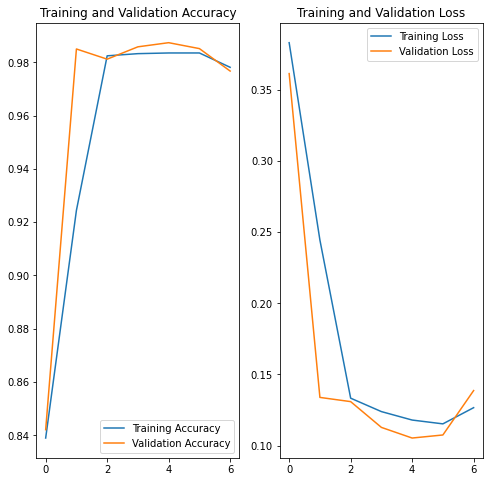 Training and Validation Accuracy
0.98
0.96
0.94
0.92
0.90
0.88
0.86
0.84
0 2 4 6
Training Accuracy
Validation Accuracy
Training and Validation Loss
0.35
0.30
0.25
0.20
0.15
0.10
0 2 4 6
Training Loss
Validation Loss